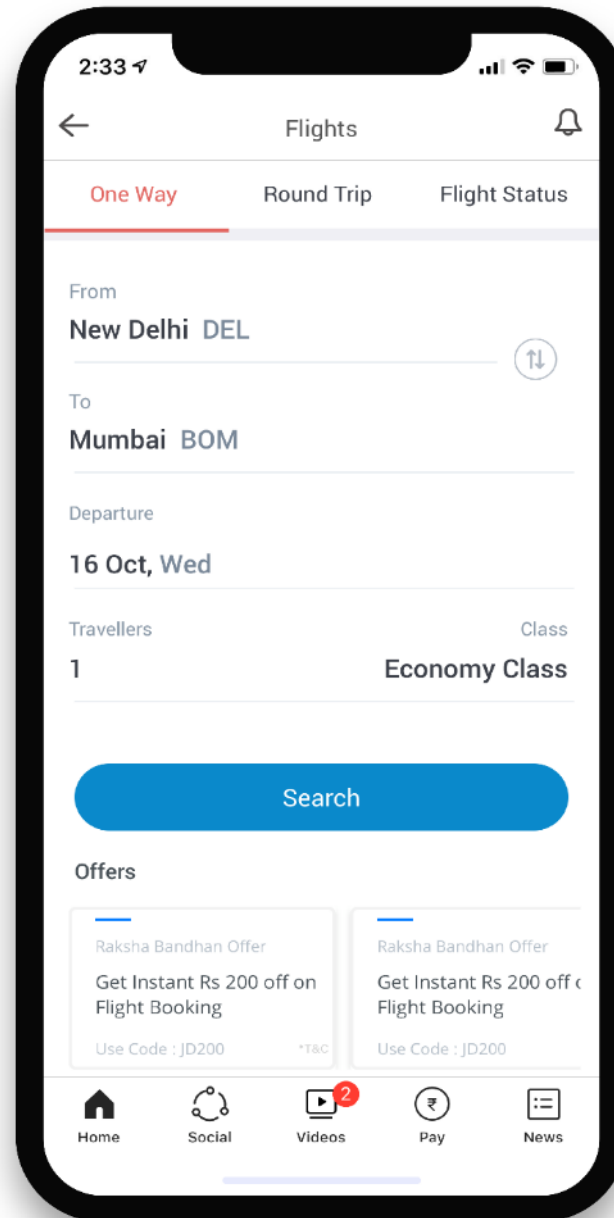 2:33
Flights
One Way Round Trip Flight Status
From
New Delhi DEL
To
Mumbai BOM
Departure
16 Oct, Wed
Travellers Class
1 Economy Class
Search
Offers
Raksha Bandhan Offer
Get Instant Rs 200 off on
Flight Booking
Use Code : JD200 *T&C
Raksha Bandhan Offer
Get Instant Rs 200 off
Flight Booking
Use Code : JD200
2
₹
Home Social Videos Pay News